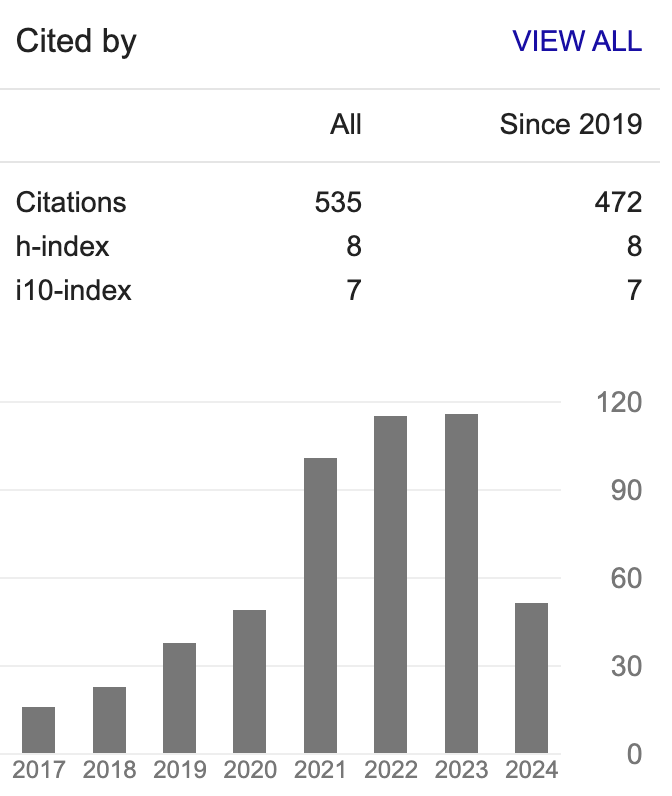 Cited by VIEW ALL
All Since 2019
Citations 535 472
h-index 8 8
i10-index 7 7
120
90
60
30
0
2017 2018 2019 2020 2021 2022 2023 2024